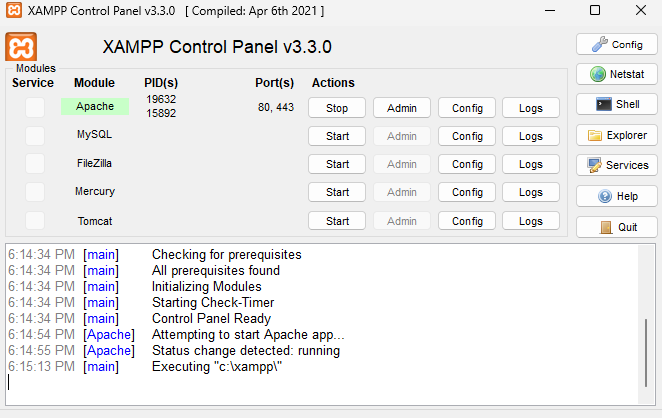 XAMPP Control Panel v3.3.0 [ Compiled: Apr 6th 2021 ]
XAMPP Control Panel v3.3.0
Config
Modules
Service Module PID(s) Port(s) Actions
Netstat
Apache 19632 15892 80, 443 Stop Admin Config Logs
Shell
MySQL Start Admin Config Logs
Explorer
FileZilla Start Admin Config Logs
Services
Mercury Start Admin Config Logs
Help
Tomcat Start Admin Config Logs
Quit
6:14:34 PM [main] Checking for prerequisites
6:14:34 PM [main] All prerequisites found
6:14:34 PM [main] Initializing Modules
6:14:34 PM [main] Starting Check-Timer
6:14:34 PM [main] Control Panel Ready
6:14:54 PM [Apache] Attempting to start Apache app...
6:14:55 PM [Apache] Status change detected: running
6:15:13 PM [main] Executing "c:\xampp\"